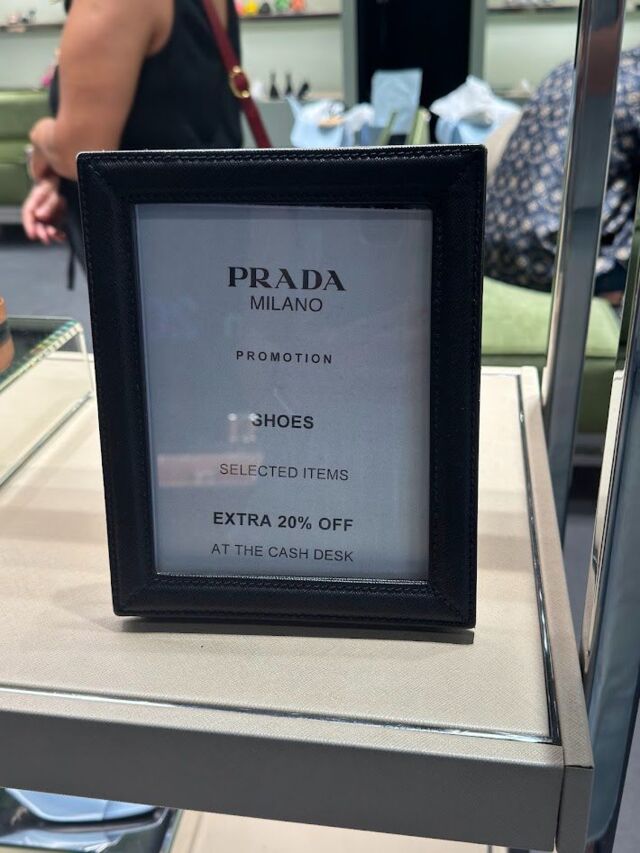 PRADA
MILANO
PROMOTION
SHOES
SELECTED ITEMS
EXTRA 20% OFF
AT THE CASH DESK